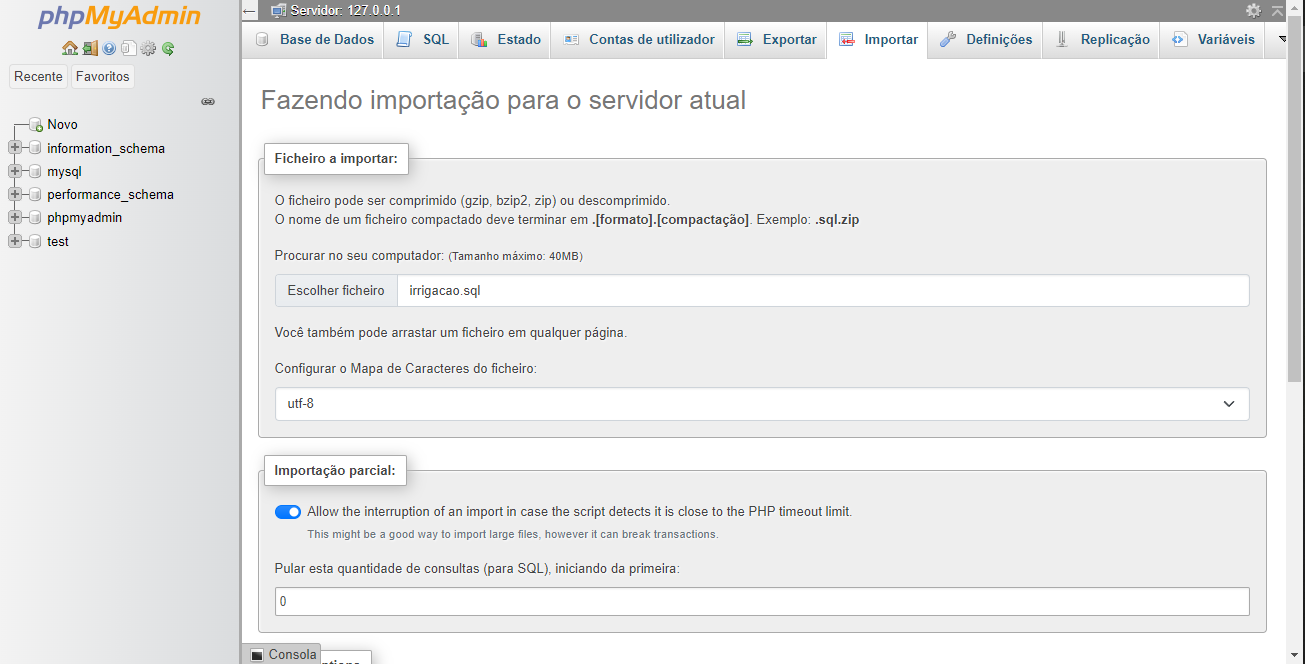 phpMyAdmin
Recente Favoritos
Novo
information_schema
mysql
performance_schema
phpmyadmin
test
Servidor: 127.0.0.1
Base de Dados SQL Estado Contas de utilizador Exportar Importar Definições Replicação Variáveis
Fazendo importação para o servidor atual
Ficheiro a importar:
O ficheiro pode ser comprimido (gzip, bzip2, zip) ou descomprimido.
O nome de um ficheiro compactado deve terminar em .[formato].[compactação]. Exemplo: .sql.zip
Procurar no seu computador: (Tamanho máximo: 40MB)
Escolher ficheiro irrigacao.sql
Você também pode arrastar um ficheiro em qualquer página.
Configurar o Mapa de Caracteres do ficheiro:
utf-8
Importação parcial:
Allow the interruption of an import in case the script detects it is close to the PHP timeout limit.
This might be a good way to import large files, however it can break transactions.
Pular esta quantidade de consultas (para SQL), iniciando da primeira:
0
Consola